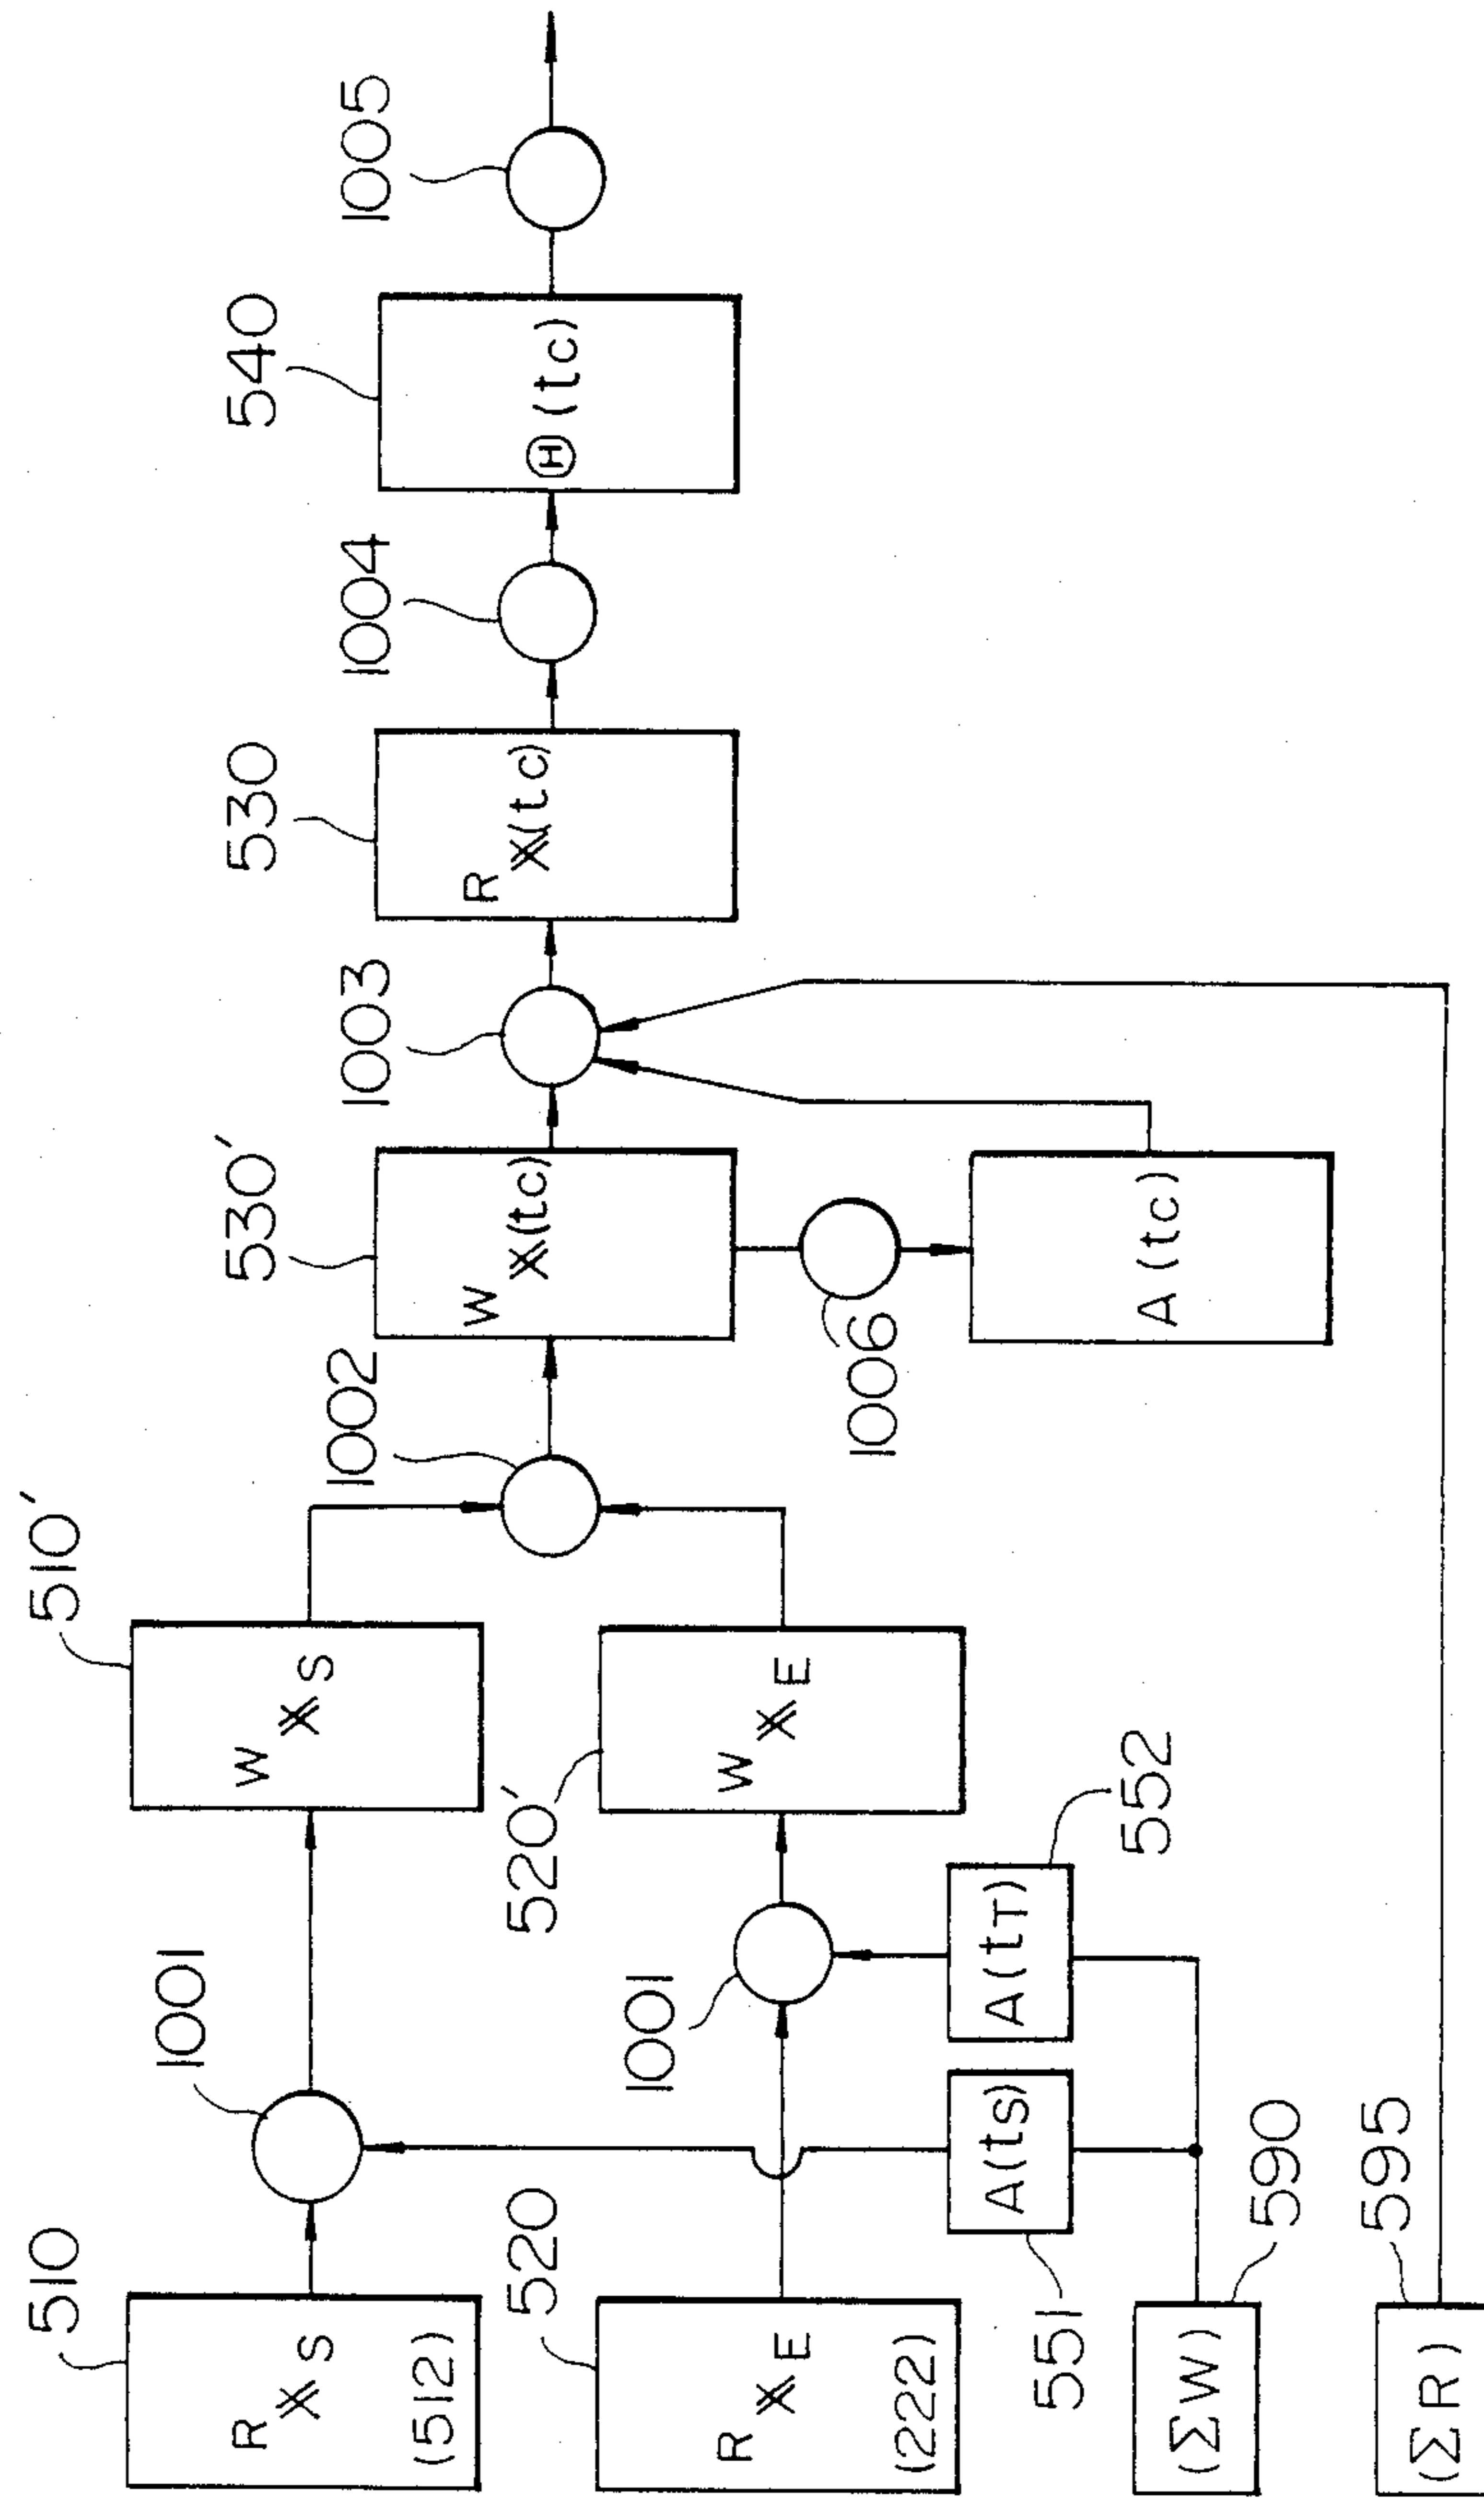 510
R
X S
(512)
1001
510'
W
X S
520
R
X E
(222)
1001
520'
W
X E
551
A(tS)
A(tT)
552
(ΣW)
590
(ΣR)
595
1002
530'
W
X(tc)
1006
A(tc)
1003
530
R
X(tc)
1004
540
Θ(tc)
1005